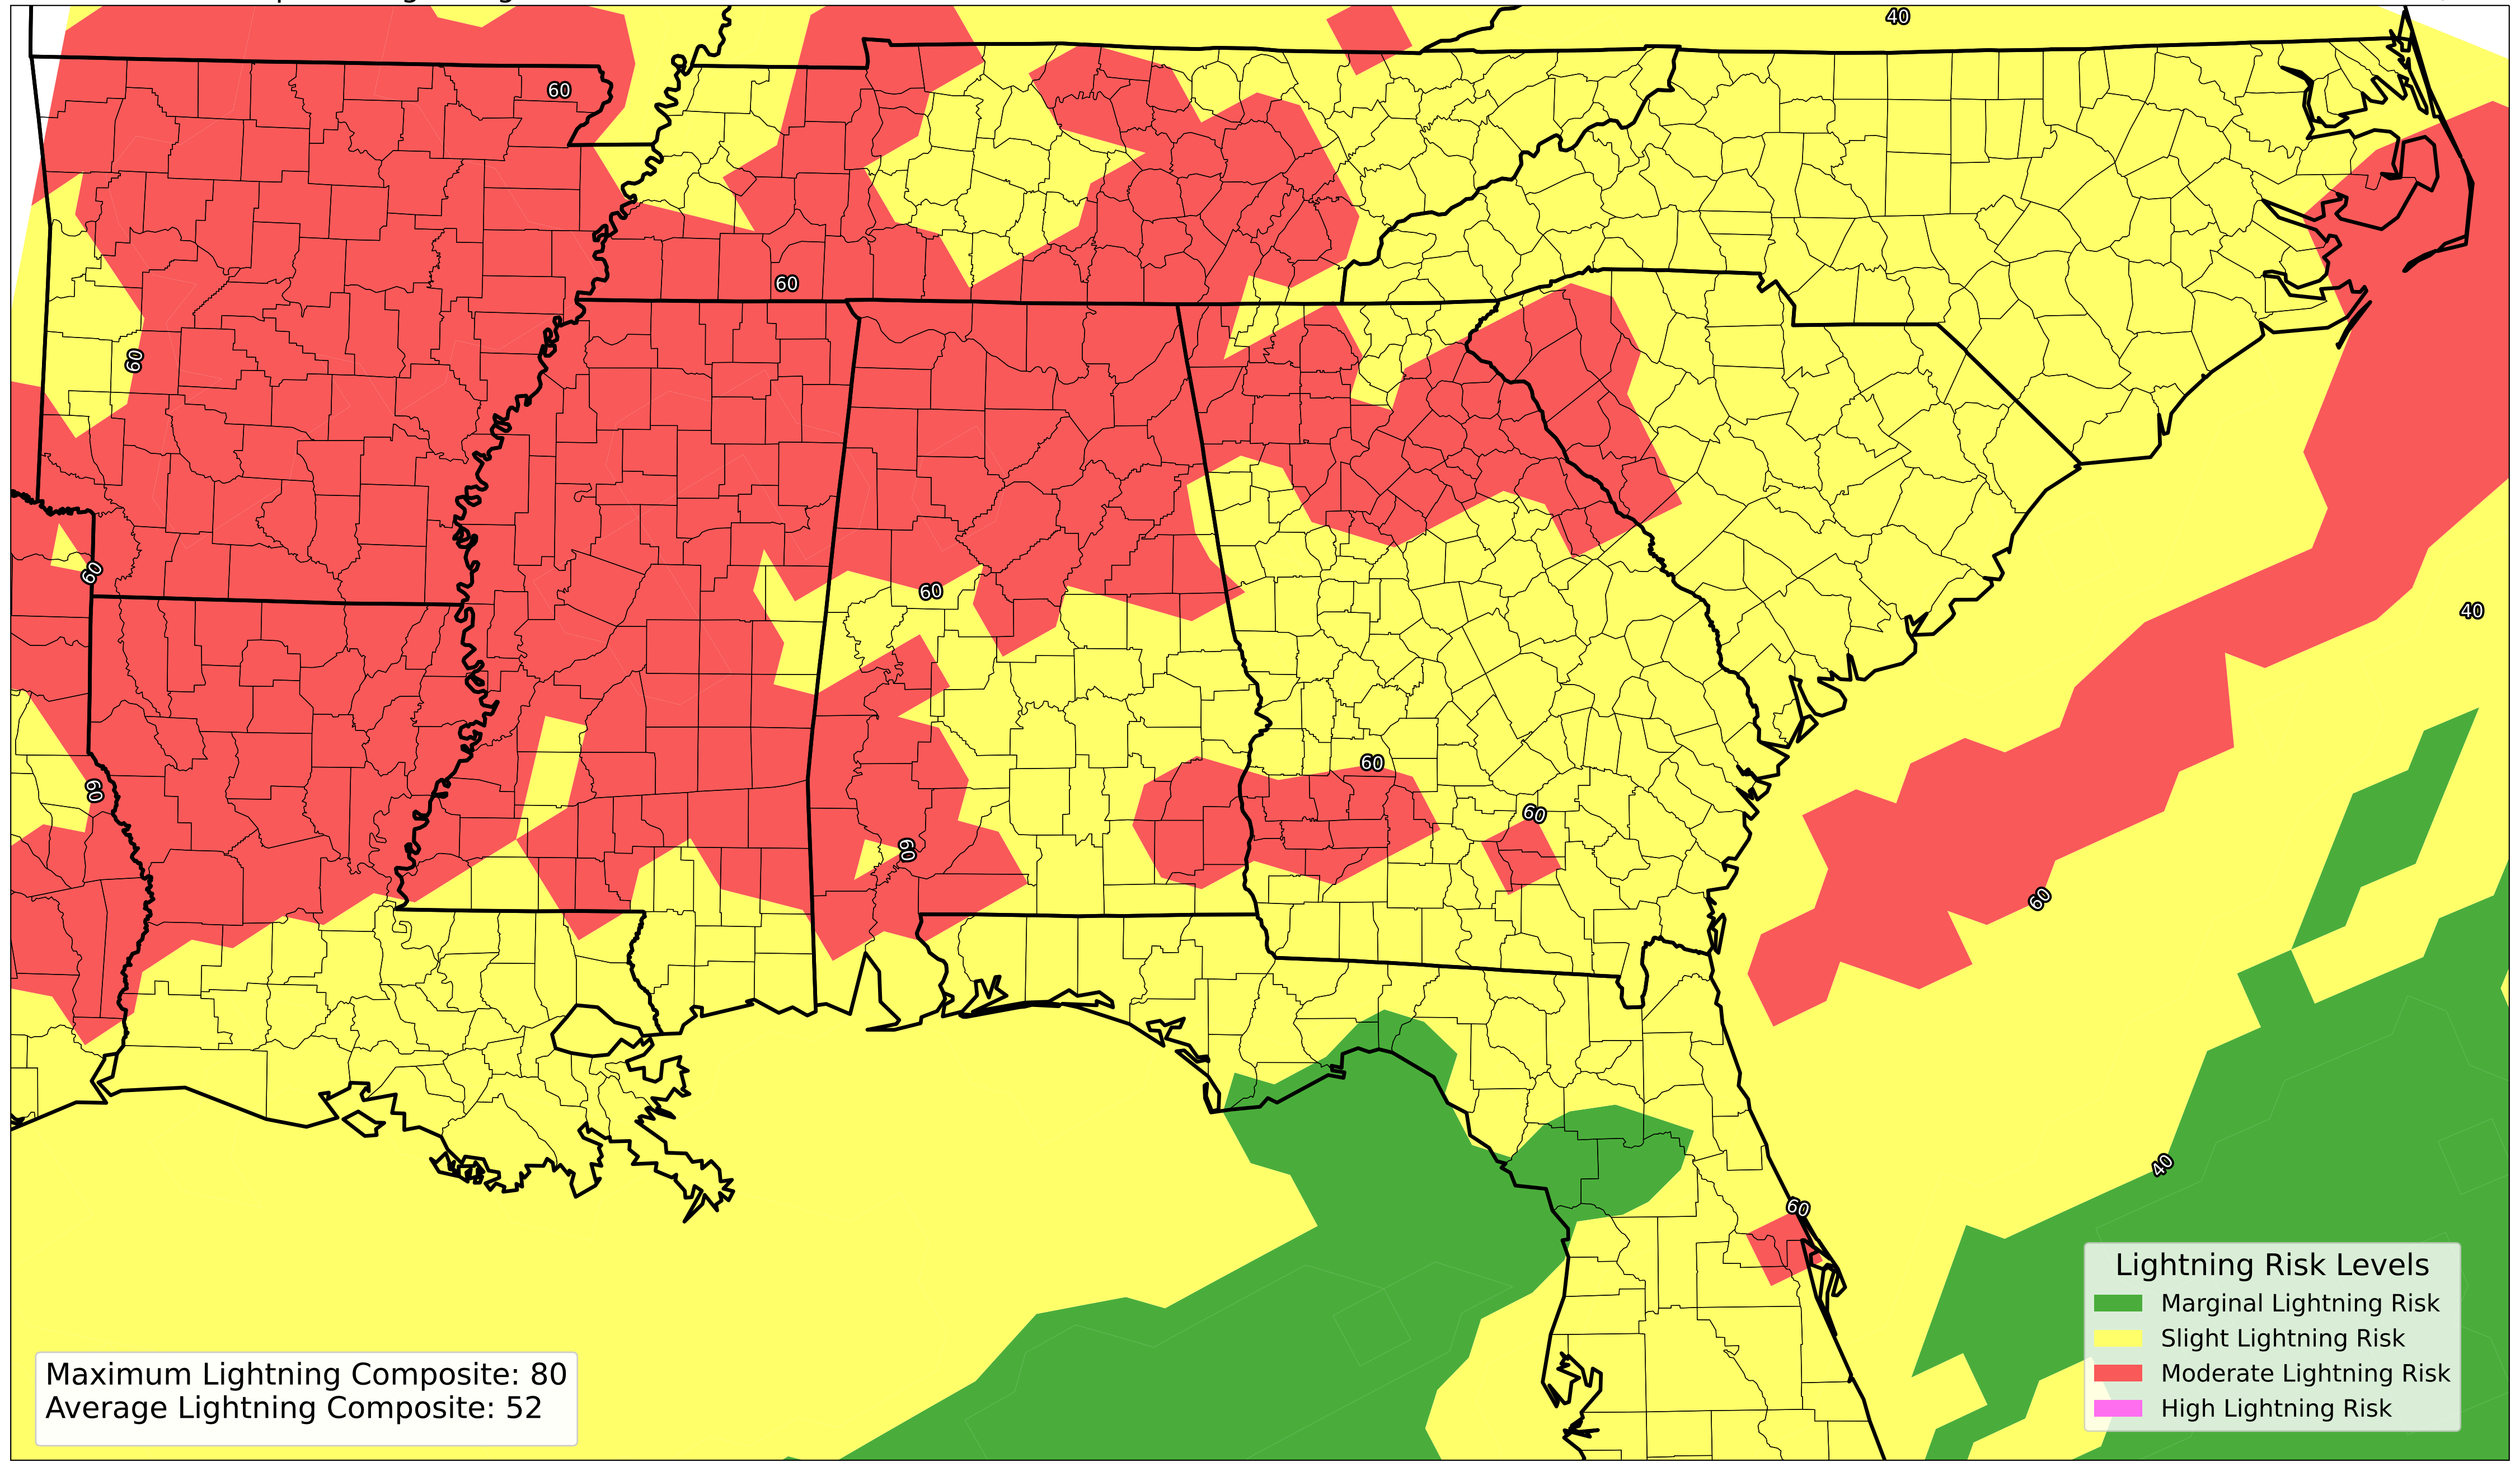 40
60
60
60
60
60
40
60
60
60
60
60
40
60
Lightning Risk Levels
Marginal Lightning Risk
Slight Lightning Risk
Moderate Lightning Risk
High Lightning Risk
Maximum Lightning Composite: 80
Average Lightning Composite: 52